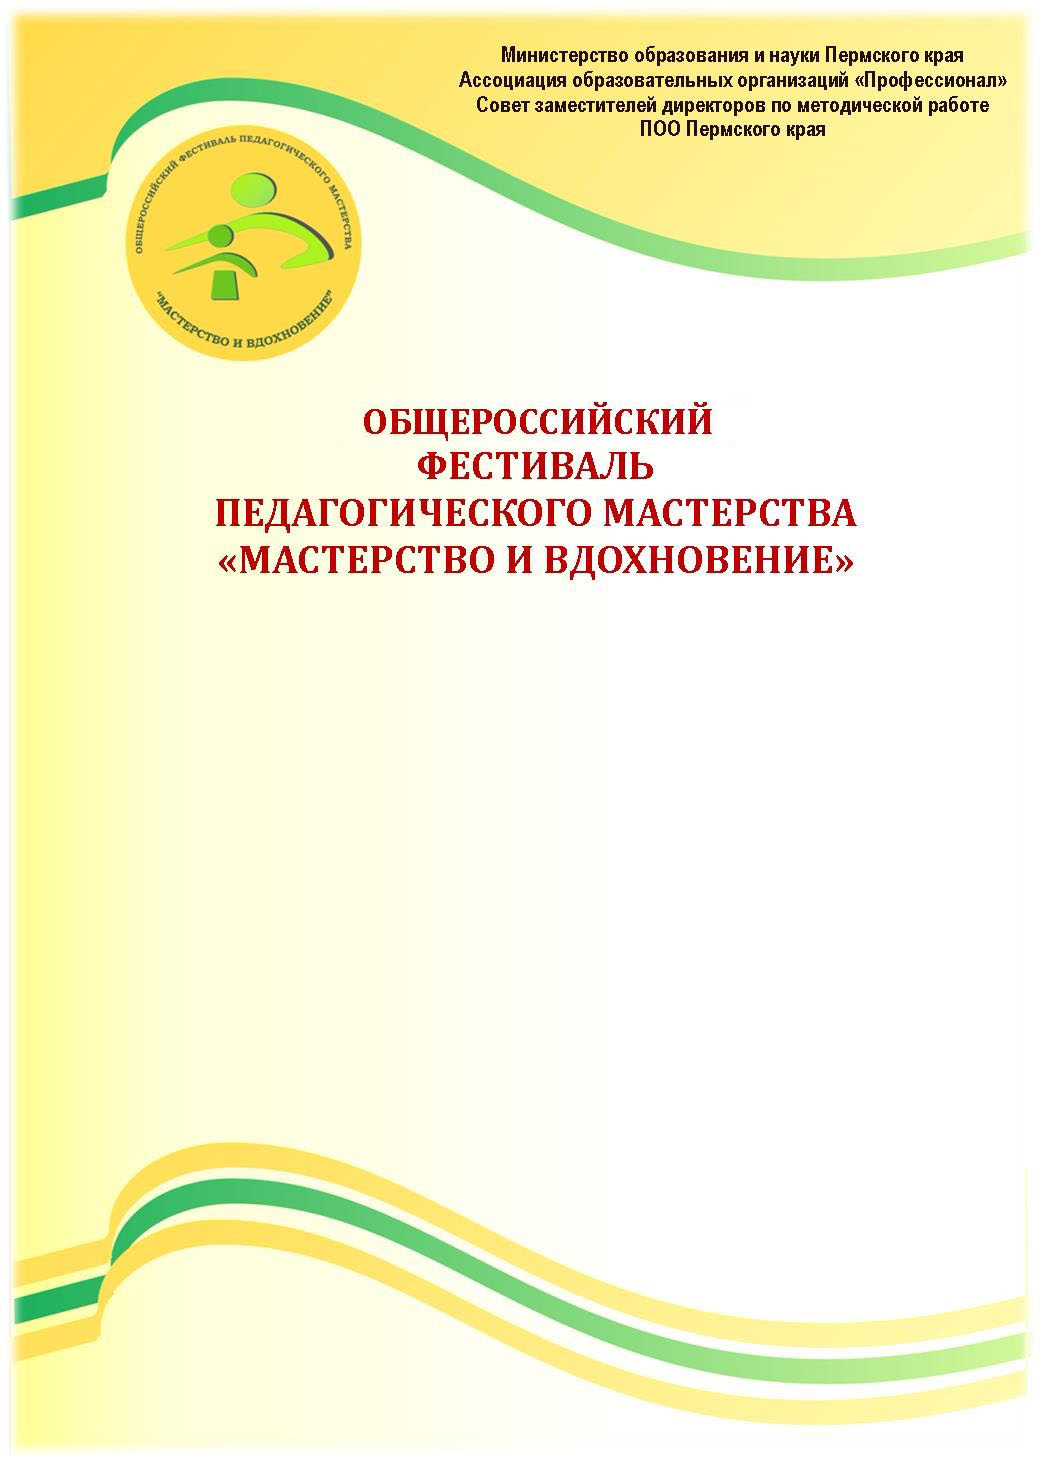 Министерство образования и науки Пермского края
Ассоциация образовательных организаций «Профессионал»
Совет заместителей директоров по методической работе
ПОО Пермского края
ОБЩЕРОССИЙСКИЙ ФЕСТИВАЛЬ ПЕДАГОГИЧЕСКОГО МАСТЕРСТВА
“МАСТЕРСТВО И ВДОХНОВЕНИЕ”
ОБЩЕРОССИЙСКИЙ
ФЕСТИВАЛЬ
ПЕДАГОГИЧЕСКОГО МАСТЕРСТВА
«МАСТЕРСТВО И ВДОХНОВЕНИЕ»